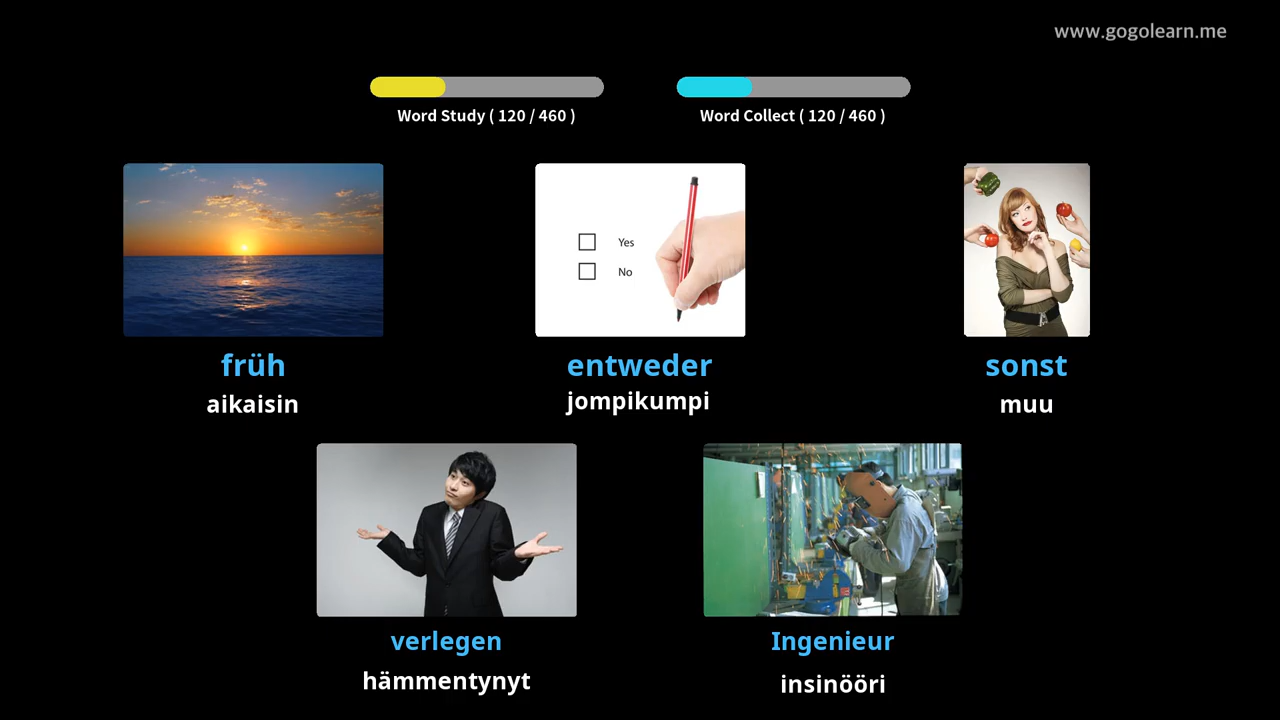 www.gogolearn.me
Word Study ( 120 / 460 )
Word Collect ( 120 / 460 )
Yes
No
früh
entweder
sonst
aikaisin
jompikumpi
muu
verlegen
Ingenieur
hämmentynyt
insinööri